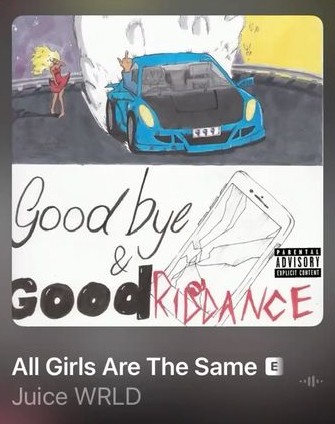 999
Good bye
&
Good RIDDANCE
PARENTAL
ADVISORY
EXPLICIT CONTENT
All Girls Are The Same E
Juice WRLD